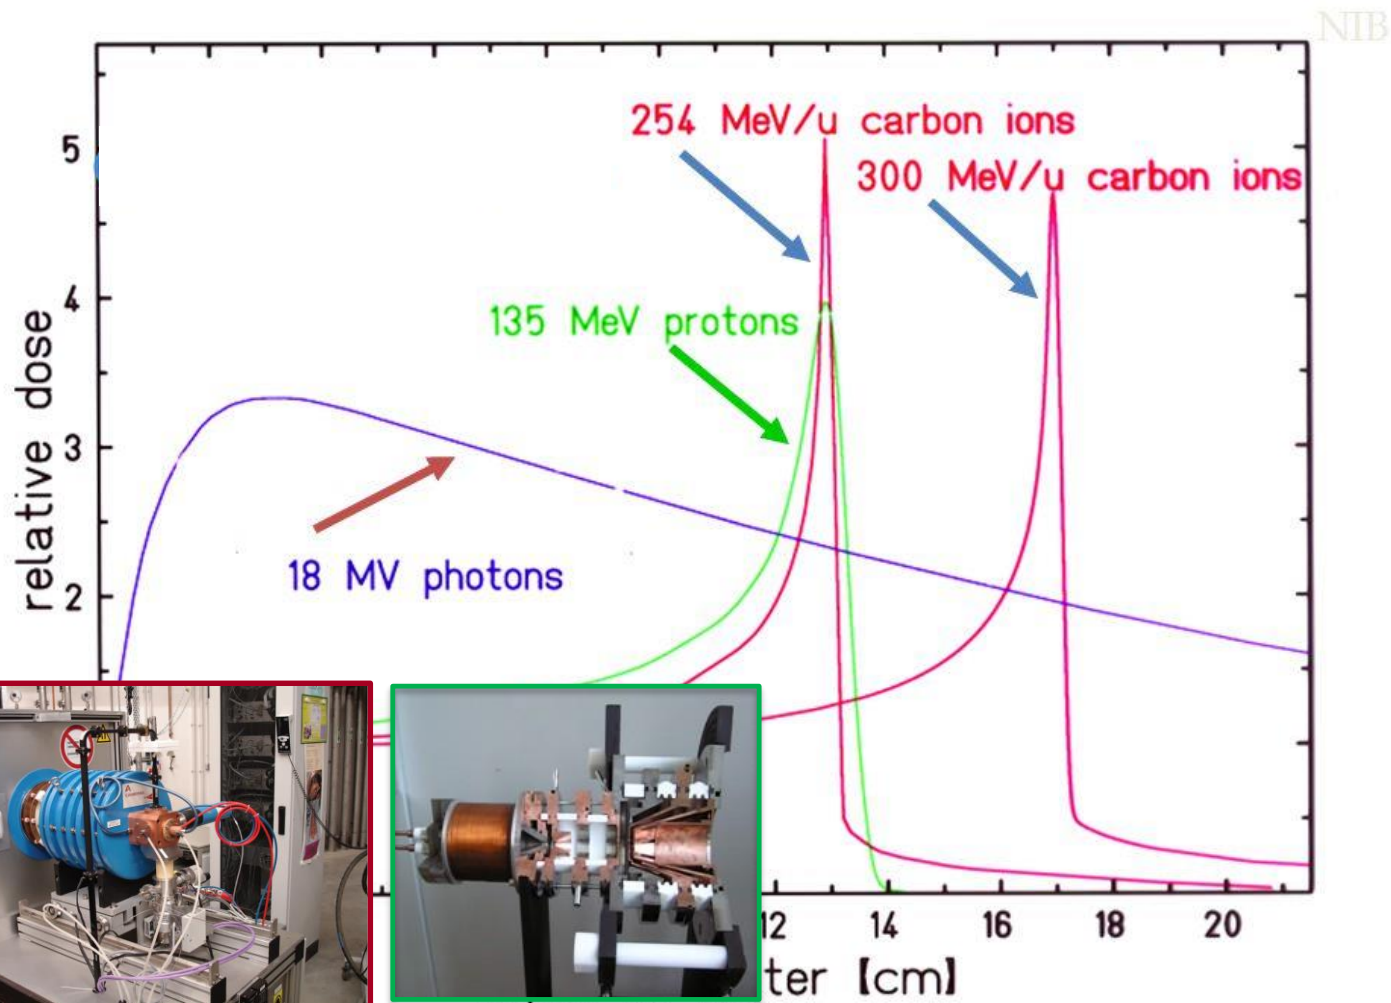 NIB
254 MeV/u carbon ions
300 MeV/u carbon ions
135 MeV protons
18 MV photons
relative dose
5
4
3
2
12 14 16 18 20
ter [cm]